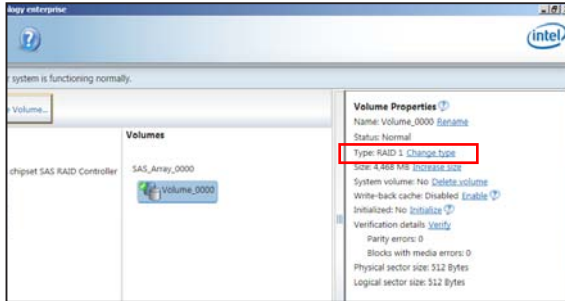 logy enterprise
intel
system is functioning normally.
Volume...
Volumes
chipset SAS RAID Controller
SAS_Array_0000
Volume_0000
Volume Properties ?
Name: Volume_0000 Rename
Status: Normal
Type: RAID 1 Change type
Size: 4,468 MB Increase size
System volume: No Delete volume
Write-back cache: Disabled Enable ?
Initialized: No Initialize ?
Verification details Verify
Parity errors: 0
Blocks with media errors: 0
Physical sector size: 512 Bytes
Logical sector size: 512 Bytes